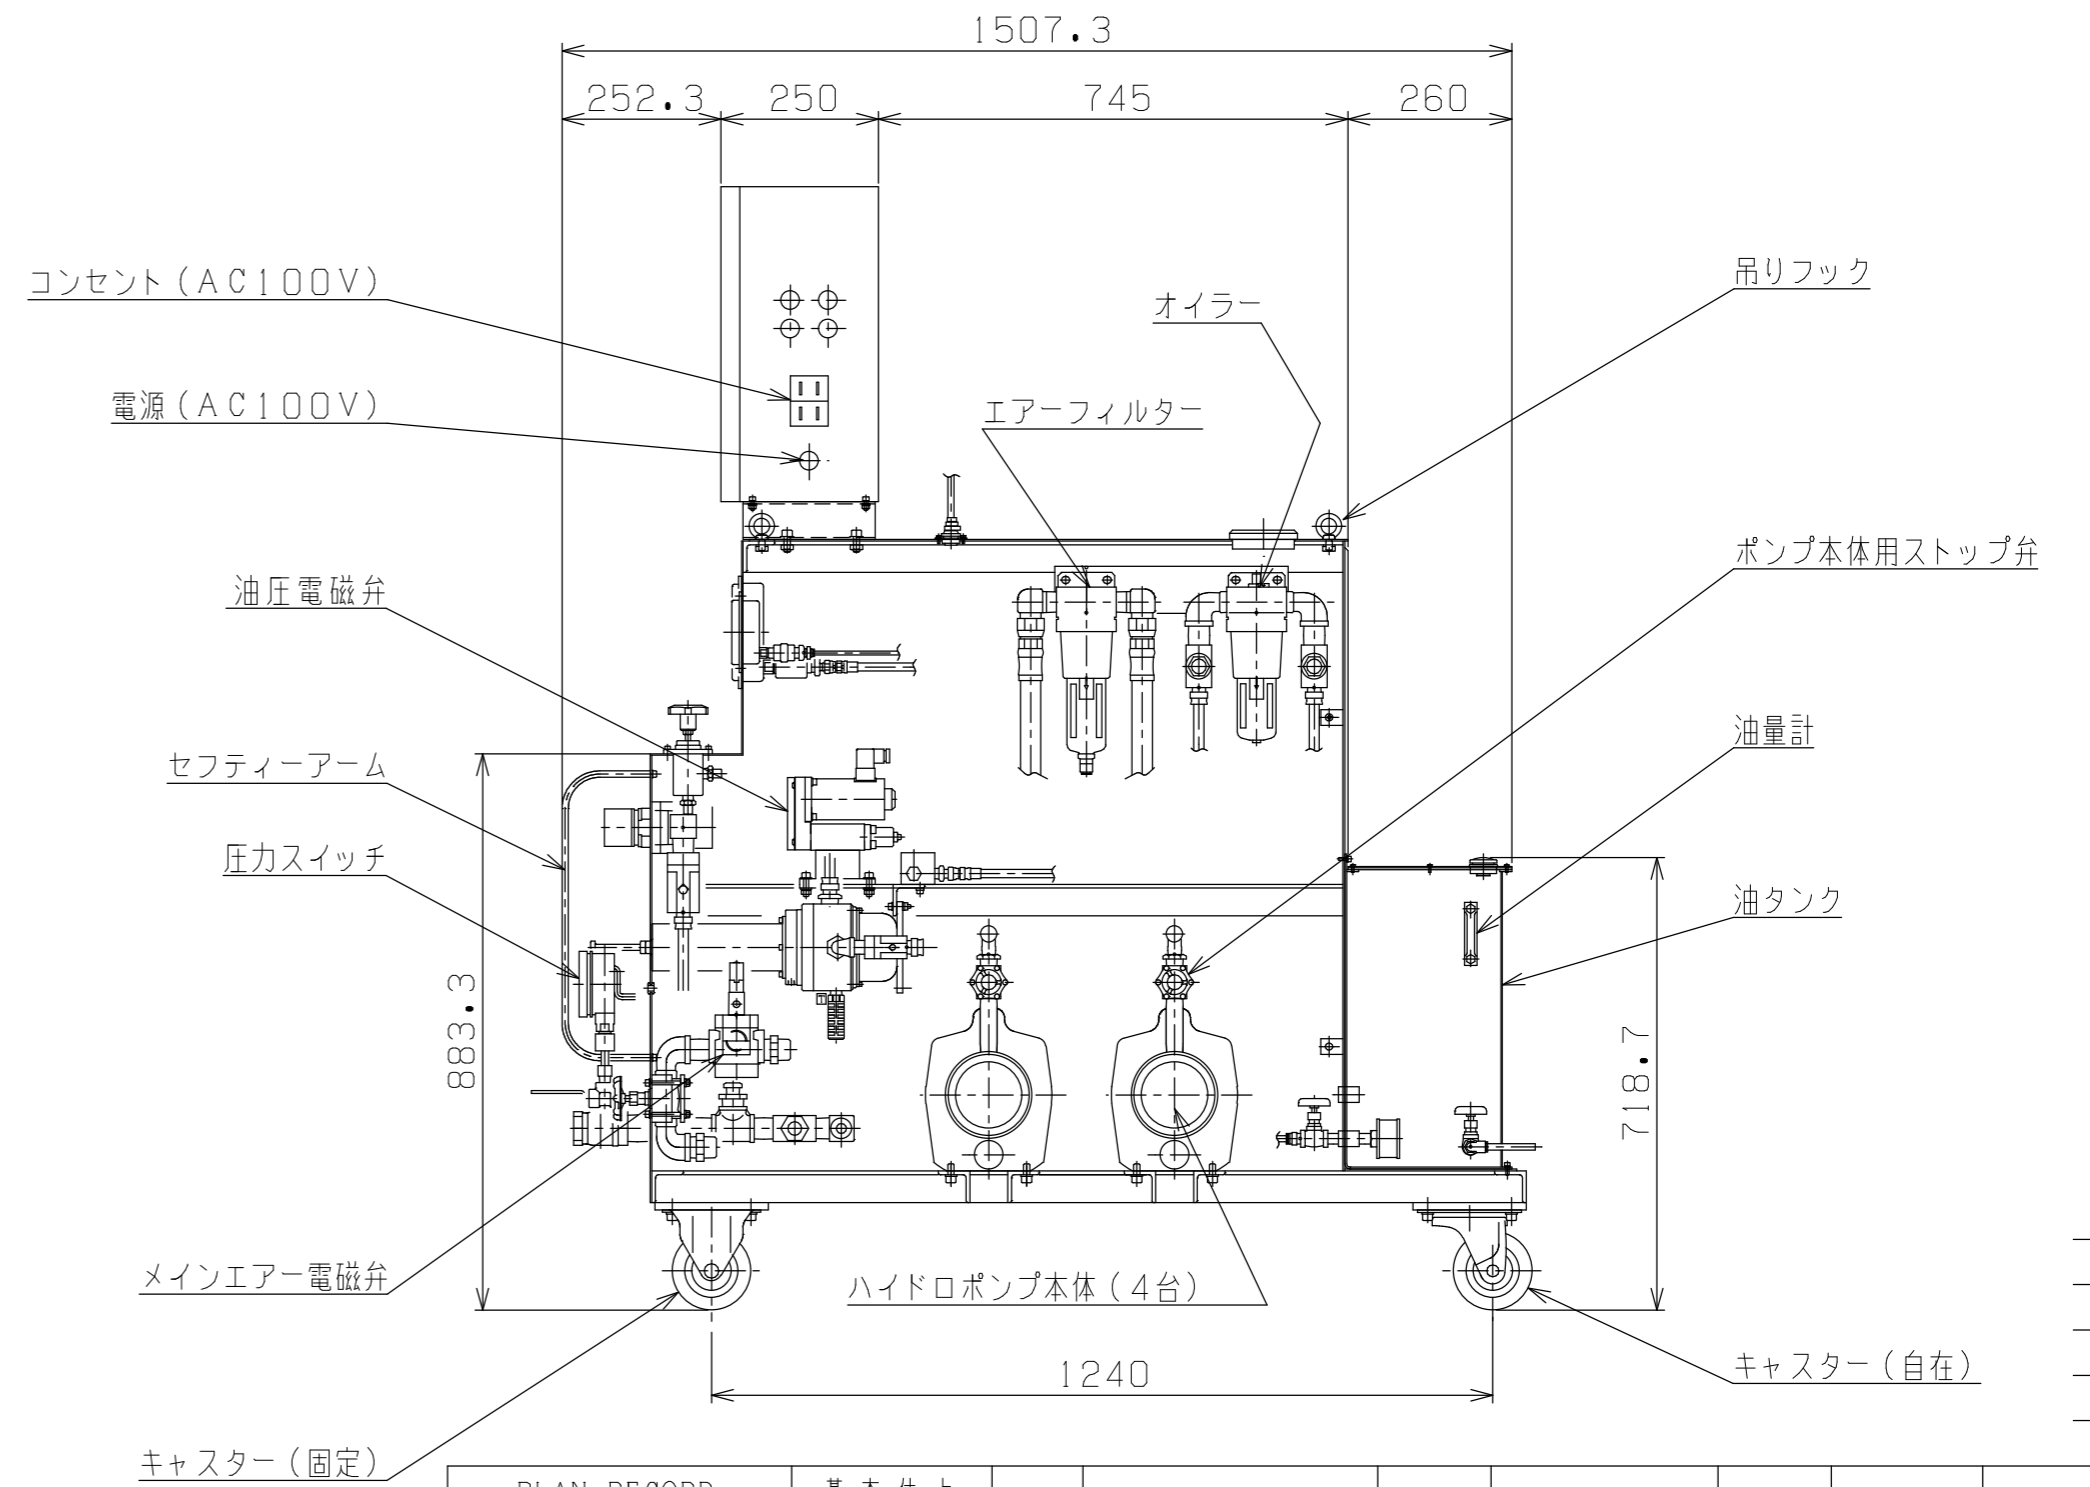 1507.3
252.3
250
745
260
コンセント(AC100V)
吊りフック
オイラー
電源(AC100V)
エアーフィルター
ポンプ本体用ストップ弁
油圧電磁弁
油量計
セフティーアーム
圧力スイッチ
油タンク
883.3
718.7
メインエアー電磁弁
ハイドロポンプ本体(4台)
キャスター(自在)
1240
キャスター(固定)
PLAN RECORD